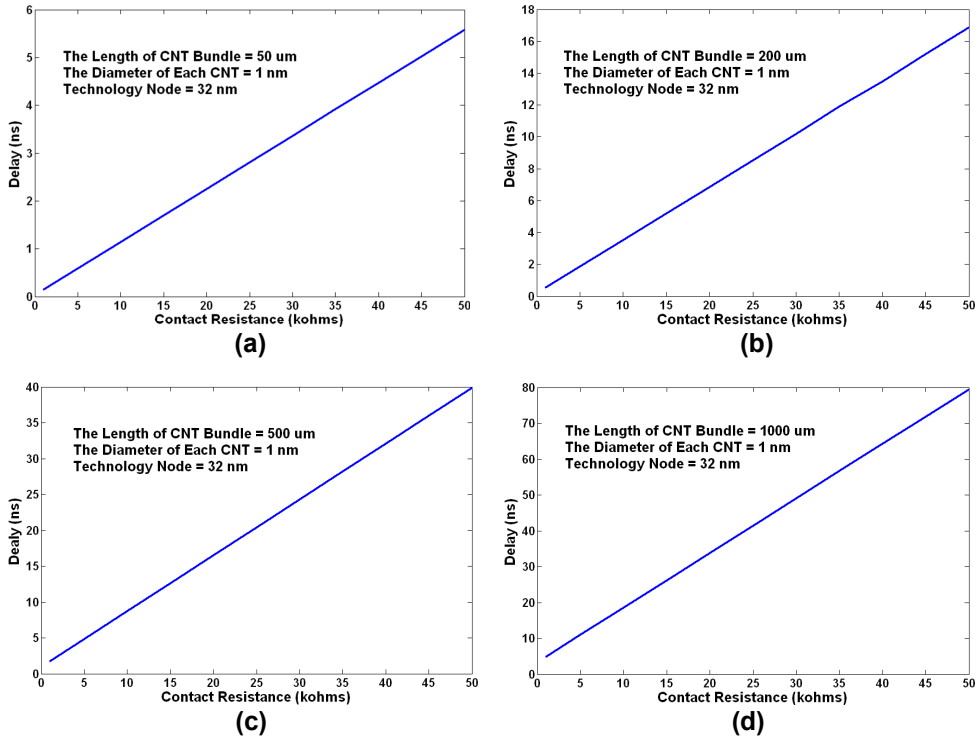 6
5
4
3
2
1
0
Delay (ns)
The Length of CNT Bundle = 50 um
The Diameter of Each CNT = 1 nm
Technology Node = 32 nm
0 5 10 15 20 25 30 35 40 45 50
Contact Resistance (kohms)
(a)
18
16
14
12
10
8
6
4
2
0
Delay (ns)
The Length of CNT Bundle = 200 um
The Diameter of Each CNT = 1 nm
Technology Node = 32 nm
0 5 10 15 20 25 30 35 40 45 50
Contact Resistance (kohms)
(b)
40
35
30
25
20
15
10
5
0
Dealy (ns)
The Length of CNT Bundle = 500 um
The Diameter of Each CNT = 1 nm
Technology Node = 32 nm
0 5 10 15 20 25 30 35 40 45 50
Contact Resistance (kohms)
(c)
80
70
60
50
40
30
20
10
0
Delay (ns)
The Length of CNT Bundle = 1000 um
The Diameter of Each CNT = 1 nm
Technology Node = 32 nm
0 5 10 15 20 25 30 35 40 45 50
Contact Resistance (kohms)
(d)